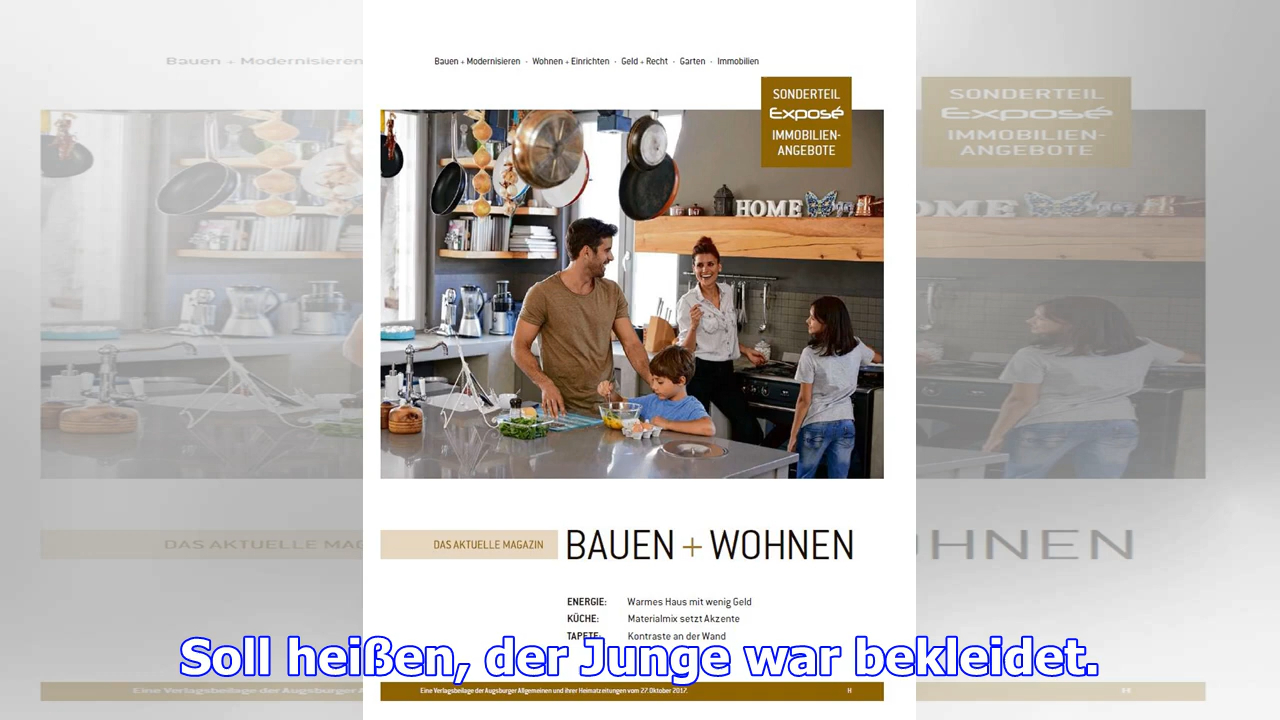 Bauen + Modernisieren · Wohnen + Einrichten · Geld + Recht · Garten · Immobilien
SONDERTEIL
Exposé
IMMOBILIEN-
ANGEBOTE
HOME
DAS AKTUELLE MAGAZIN
BAUEN + WOHNEN
ENERGIE: Warmes Haus mit wenig Geld
KÜCHE: Materialmix setzt Akzente
TAPETE: Kontraste an der Wand
Soll heißen, der Junge war bekleidet.
Eine Verlagsbeilage der Augsburger Allgemeinen und ihrer Heimatzeitungen vom 27. Oktober 2017. H